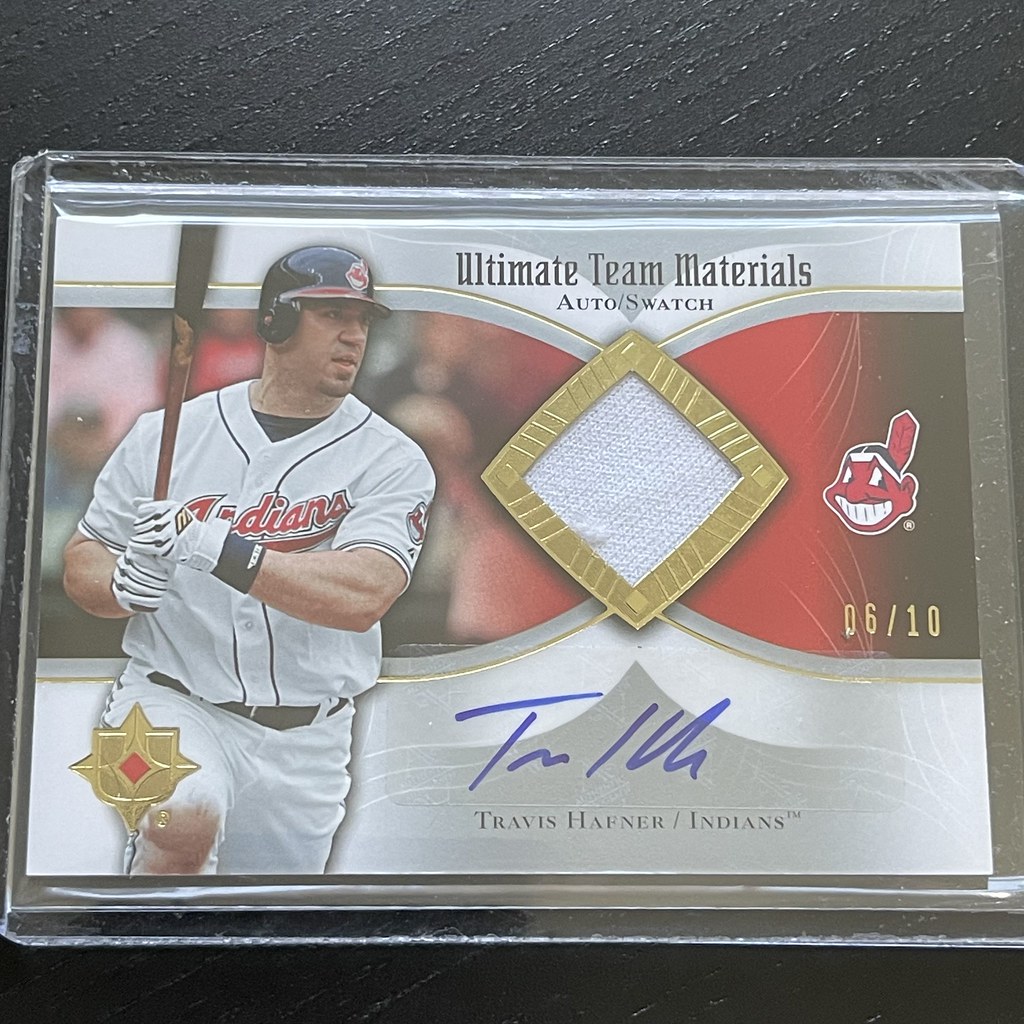 Ultimate Team Materials
Auto/Swatch
Indians
®
06/10
Travis Hafner / Indians™